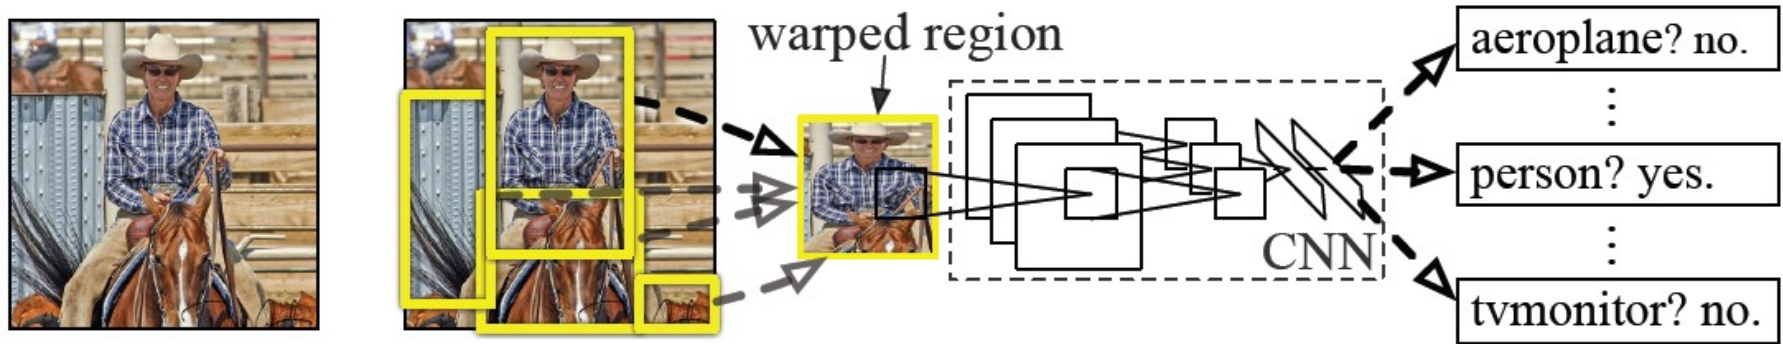 warped region
aeroplane? no.
person? yes.
CNN
tvmonitor? no.